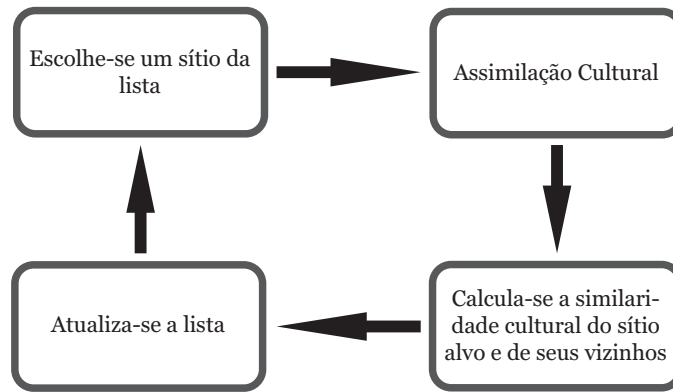 Escolhe-se um sítio da
lista
Assimilação Cultural
Calcula-se a similari-
dade cultural do sítio
alvo e de seus vizinhos
Atualiza-se a lista